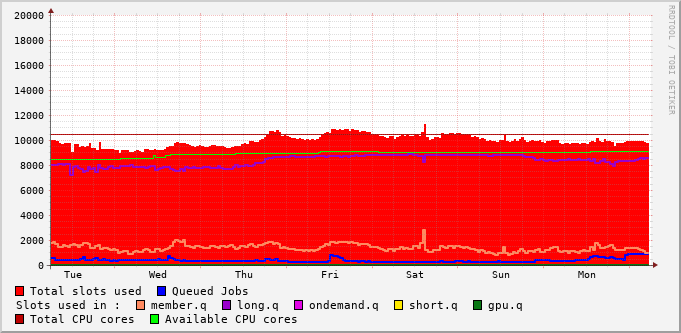 20000
18000
16000
14000
12000
10000
8000
6000
4000
2000
0
Tue Wed Thu Fri Sat Sun Mon
RRDTOOL / TOBI OETIKER
Total slots used Queued Jobs
Slots used in : member.q long.q ondemand.q short.q gpu.q
Total CPU cores Available CPU cores